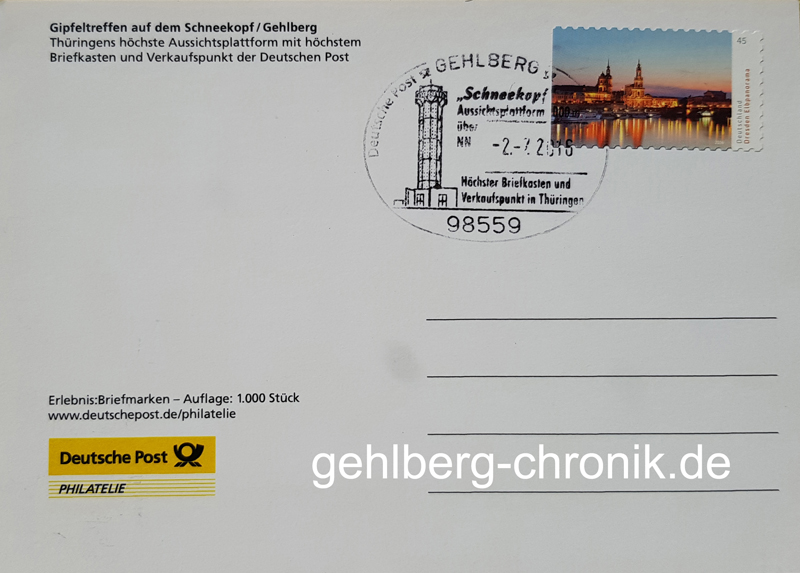 Gipfeltreffen auf dem Schneekopf/Gehlberg
Thüringens höchste Aussichtsplattform mit höchstem
Briefkasten und Verkaufspunkt der Deutschen Post
Deutsche Post
GEHLBERG
„Schneekopf
Aussichtsplattform
über
NN
Höchster Briefkasten und
Verkaufspunkt in Thüringen
98559
45
Deutschland
Dresden Elbpanorama
Erlebnis:Briefmarken – Auflage: 1.000 Stück
www.deutschepost.de/philatelie
Deutsche Post
PHILATELIE
gehlberg-chronik.de